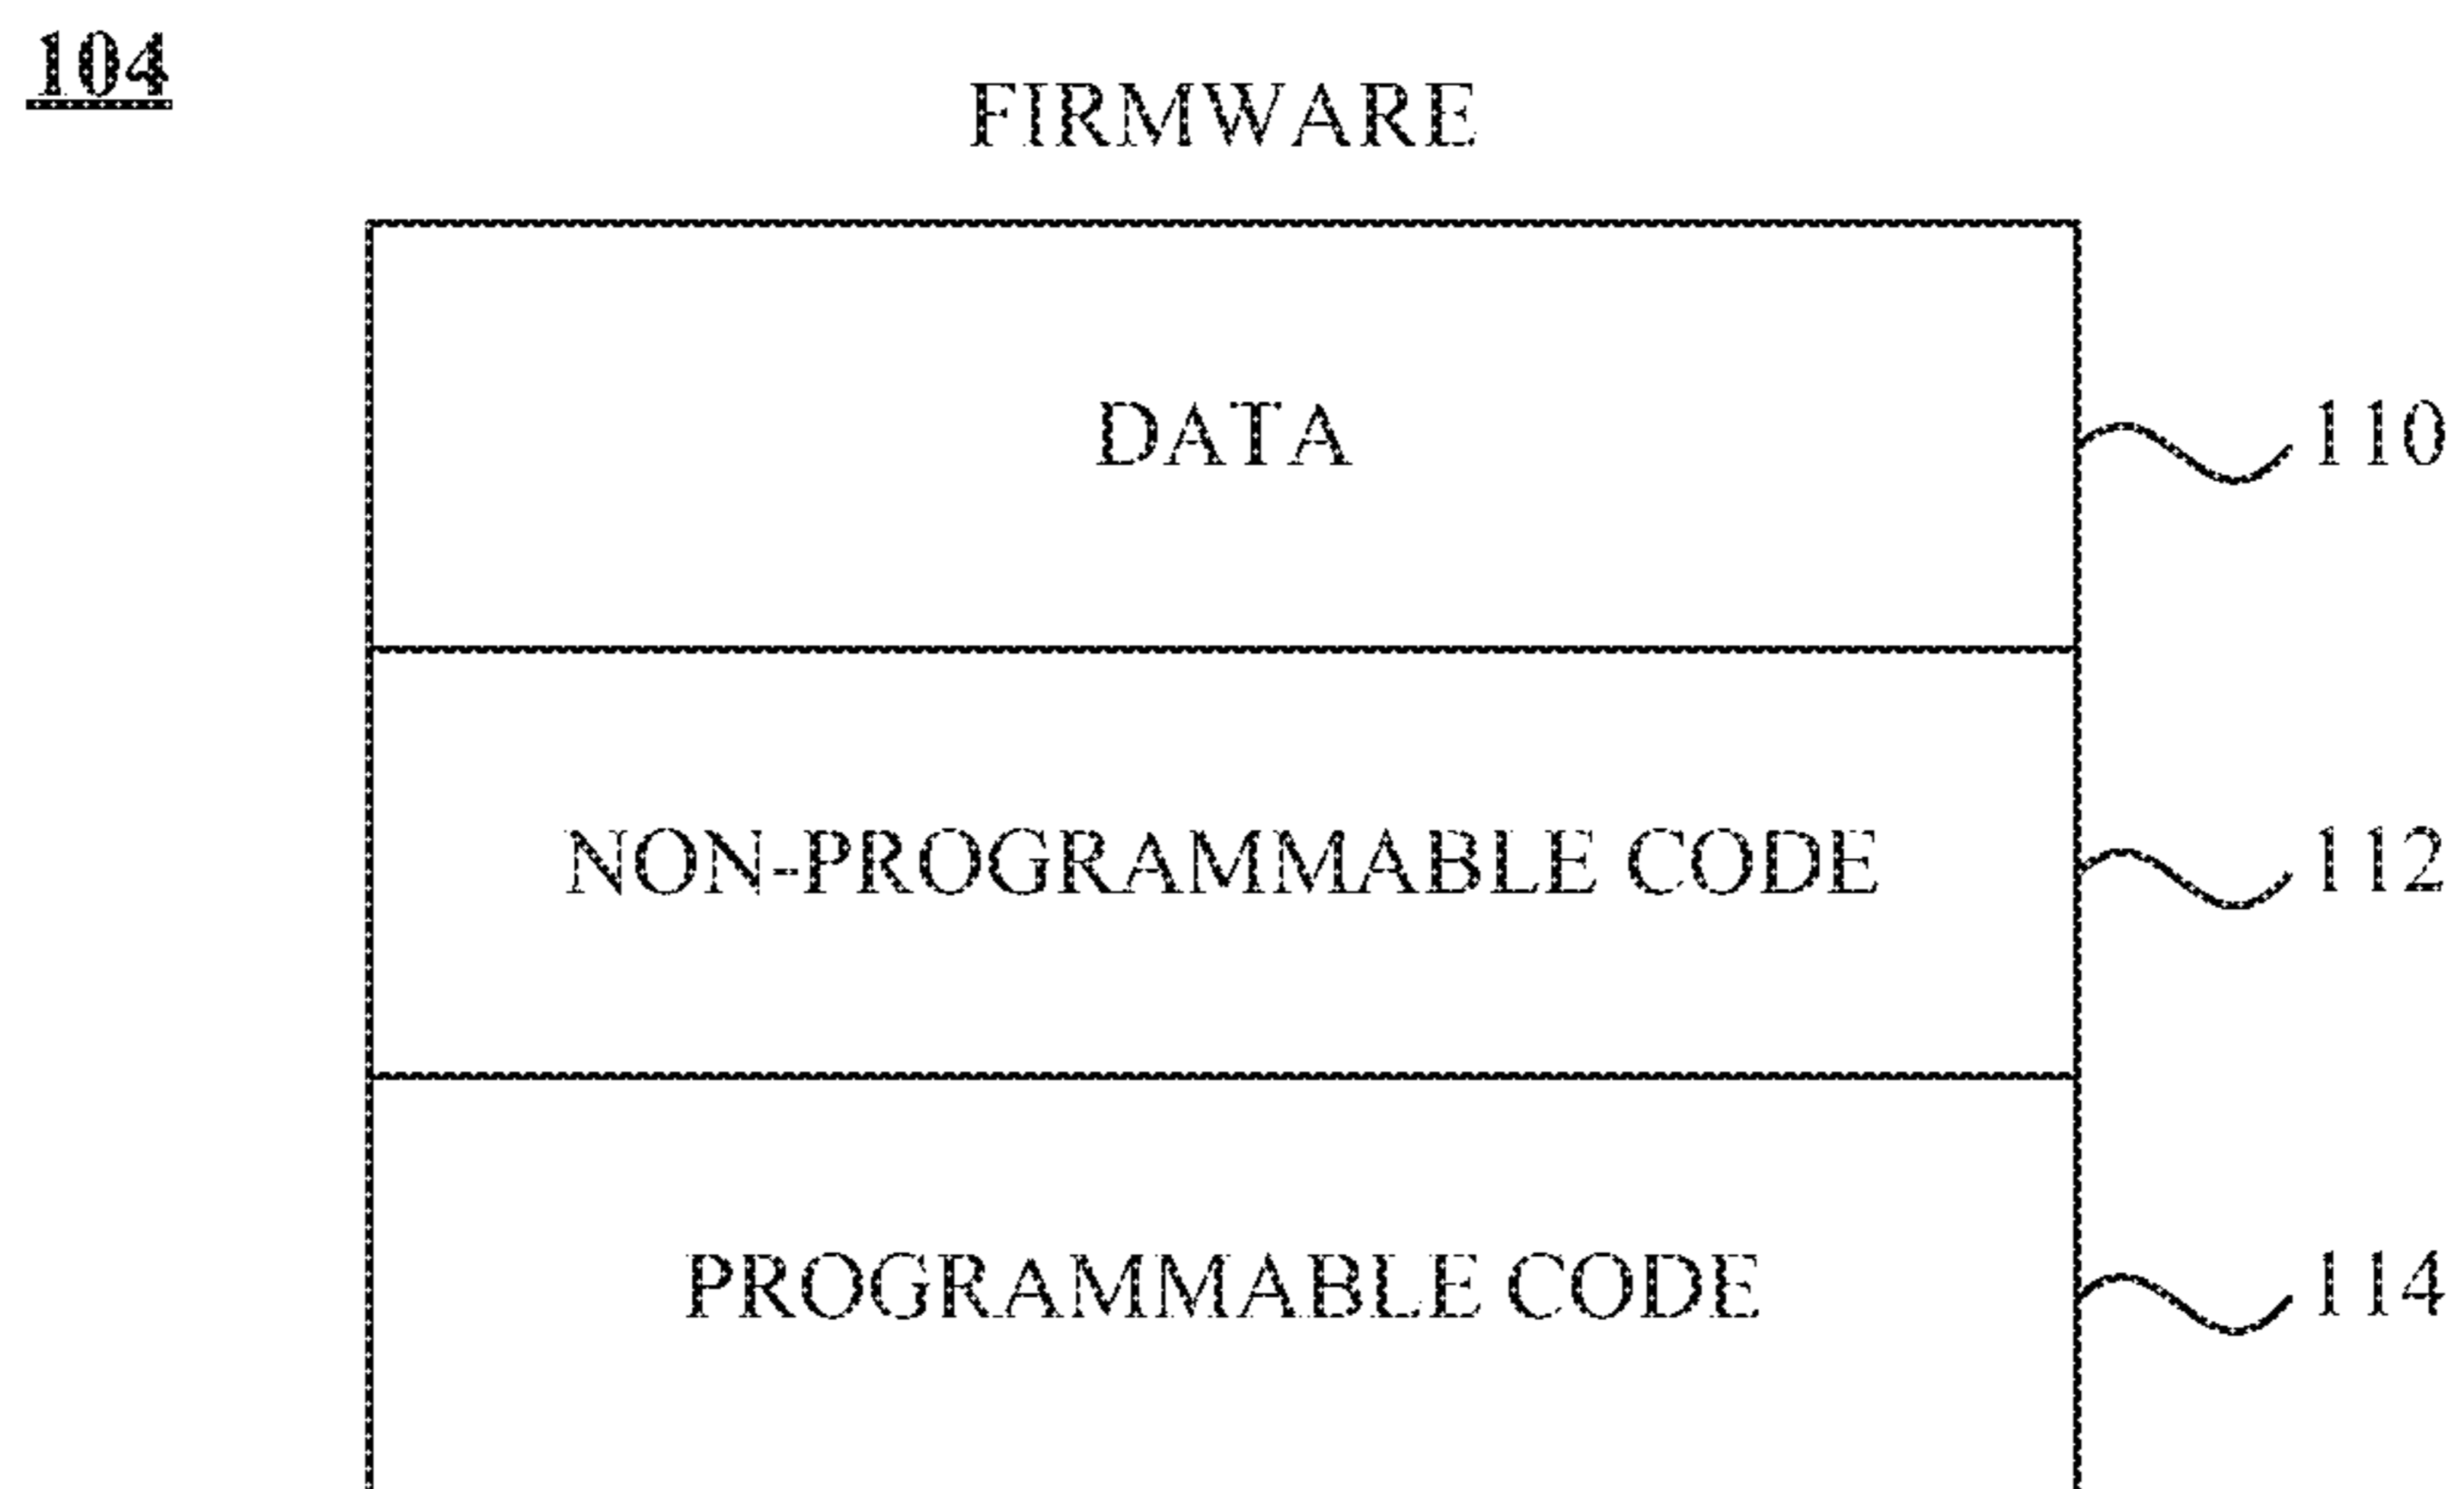 104
FIRMWARE
DATA
110
NON-PROGRAMMABLE CODE
112
PROGRAMMABLE CODE
114